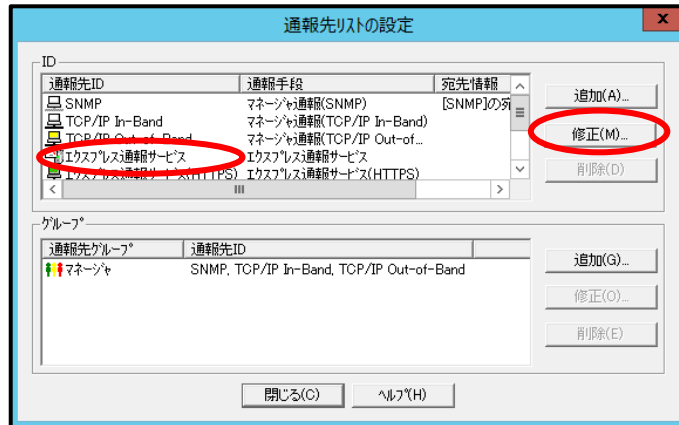 通報先リストの設定
x
ID
通報先ID 通報手段 宛先情報
SNMP マネージャ通報(SNMP) [SNMP]の宛
TCP/IP In-Band マネージャ通報(TCP/IP In-Band)
TCP/IP Out-of-Band マネージャ通報(TCP/IP Out-of...
エクスプレス通報サービス エクスプレス通報サービス
エクスプレス通報サービス(HTTPS) エクスプレス通報サービス(HTTPS)
追加(A)...
修正(M)...
削除(D)
グループ
通報先グループ 通報先ID
マネージャ SNMP, TCP/IP In-Band, TCP/IP Out-of-Band
追加(G)...
修正(O)...
削除(E)
閉じる(C) ヘルプ(H)